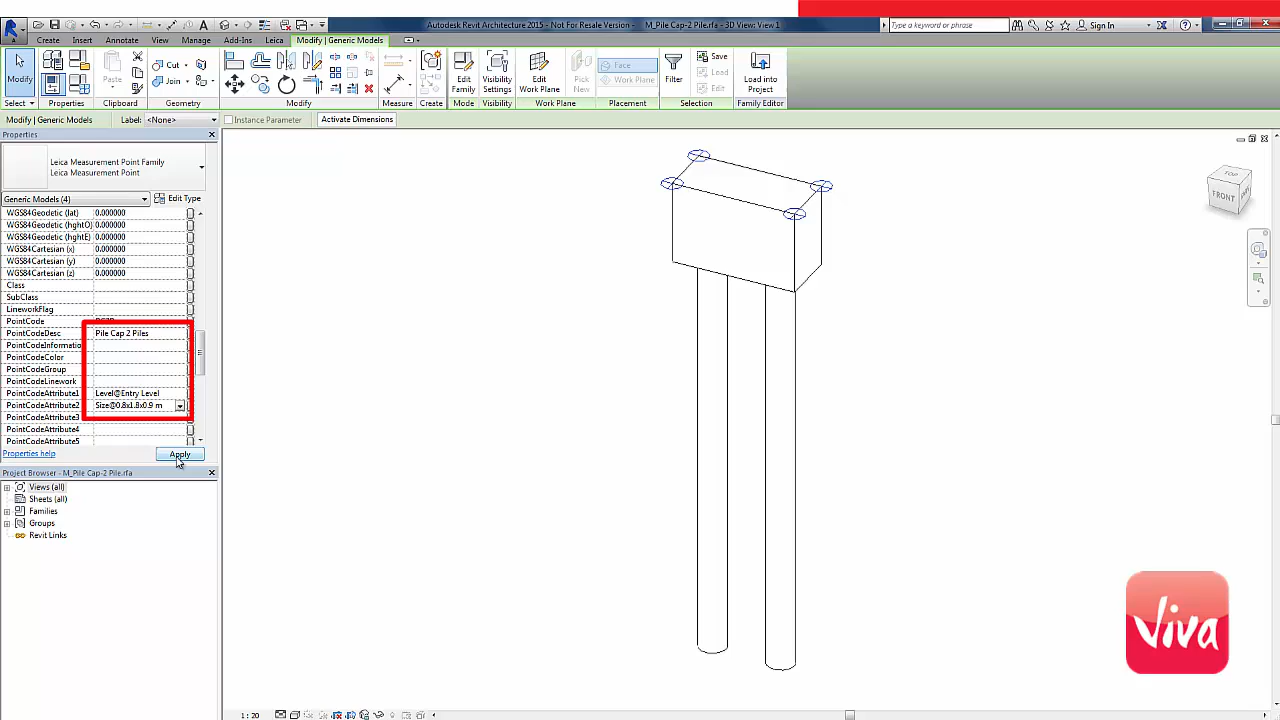 Autodesk Revit Architecture 2015 - Not For Resale Version - M_Pile Cap-2 Pile.rfa - 3D View: View 1
Type a keyword or phrase
Sign In
Create Insert Annotate View Manage Add-Ins Leica Modify | Generic Models
Modify
Paste
Cut
Join
Edit Family
Visibility Settings
Edit Work Plane
Pick New
Face
Work Plane
Filter
Save
Load
Edit
Load into Project
Select Properties Clipboard Geometry Modify Measure Create Mode Visibility Work Plane Placement Selection Family Editor
Modify | Generic Models Label: <None> Instance Parameter Activate Dimensions
Properties
Leica Measurement Point Family
Leica Measurement Point
Generic Models (4) Edit Type
WGS84Geodetic (lat) 0.000000
WGS84Geodetic (hghtO) 0.000000
WGS84Geodetic (hghtE) 0.000000
WGS84Cartesian (x) 0.000000
WGS84Cartesian (y) 0.000000
WGS84Cartesian (z) 0.000000
Class
SubClass
LineworkFlag
PointCode
PointCodeDesc Pile Cap 2 Piles
PointCodeInformatio
PointCodeColor
PointCodeGroup
PointCodeLinework
PointCodeAttribute1 Level@Entry Level
PointCodeAttribute2 Size@0.8x1.8x0.9 m
PointCodeAttribute3
PointCodeAttribute4
PointCodeAttribute5
Properties help Apply
Project Browser - M_Pile Cap-2 Pile.rfa
Views (all)
Sheets (all)
Families
Groups
Revit Links
TOP
FRONT
viva
1 : 20